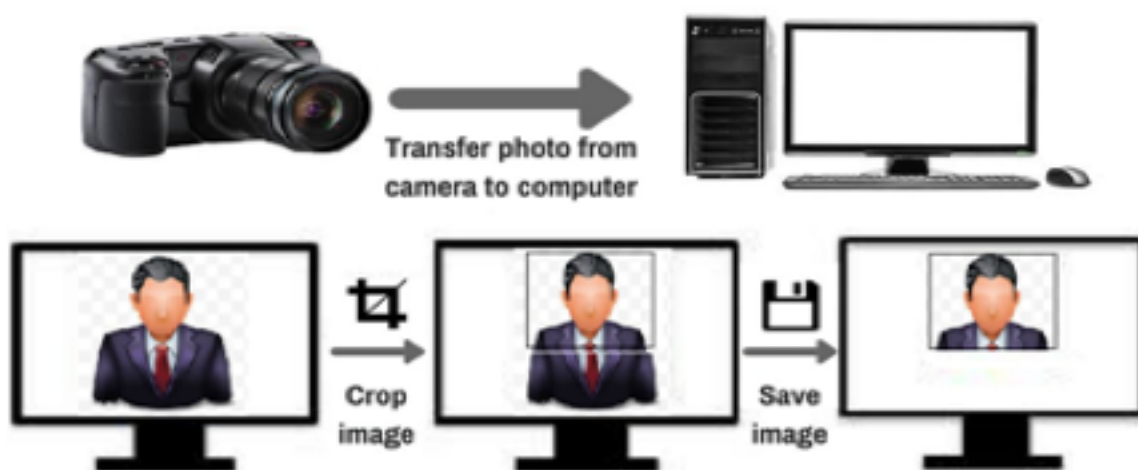 Transfer photo from
camera to computer
Crop
image
Save
image